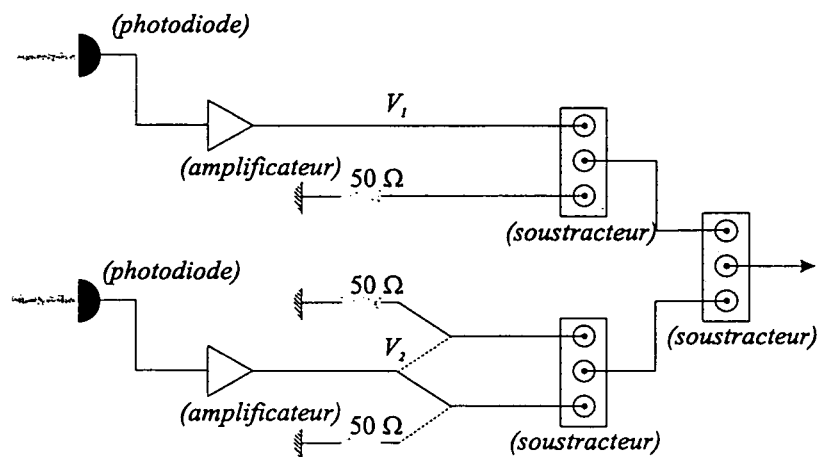 (photodiode)
V₁
(amplificateur)
50 Ω
(soustracteur)
(photodiode)
50 Ω
(soustracteur)
V₂
(amplificateur)
50 Ω
(soustracteur)